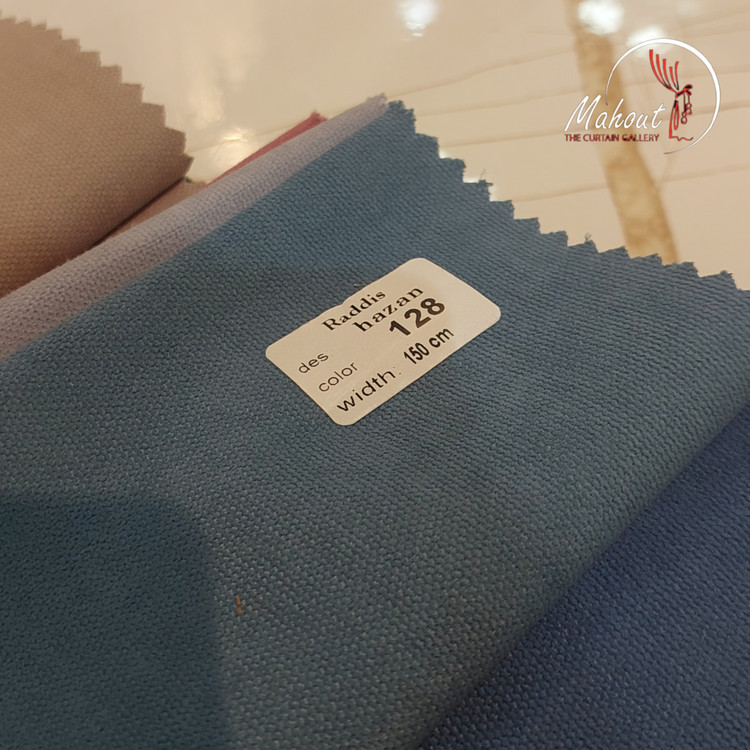 Mahout
THE CURTAIN GALLERY
Raddis
des hazan
color 128
width: 150 cm